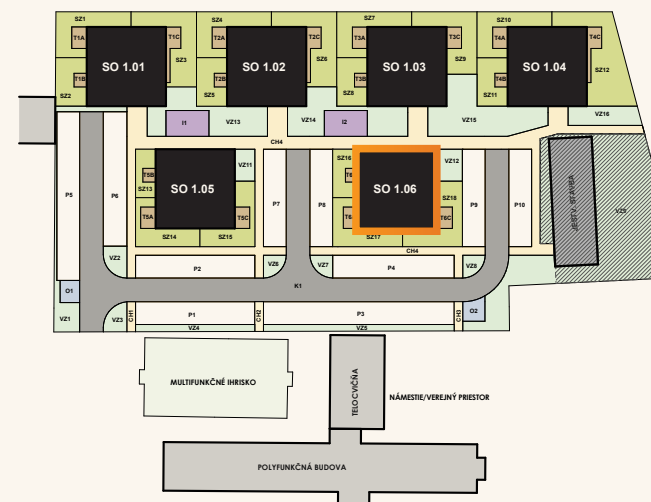 SZ1
SZ4
SZ7
SZ10
T1A
T1C
T2A
T2C
T3A
T3C
T4A
T4C
SZ3
SZ6
SZ9
SZ12
SO 1.01
SO 1.02
SO 1.03
SO 1.04
T1B
T2B
T3B
T4B
SZ2
SZ5
SZ8
SZ11
I1
VZ13
VZ14
I2
VZ15
VZ16
CH4
P5
P6
T5B
SZ13
SO 1.05
VZ11
T5A
T5C
SZ14
SZ15
P7
P8
SZ16
SO 1.06
VZ12
SZ18
T6C
SZ17
P9
P10
CH4
VZ2
P2
VZ6
VZ7
P4
VZ8
O1
K1
VZ1
VZ3
CH1
P1
VZ4
CH2
P3
VZ5
CH3
O2
MULTIFUNKČNÉ IHRISKO
TELOCVIČŇA
NÁMESTIE/VEREJNÝ PRIESTOR
POLYFUNKČNÁ BUDOVA